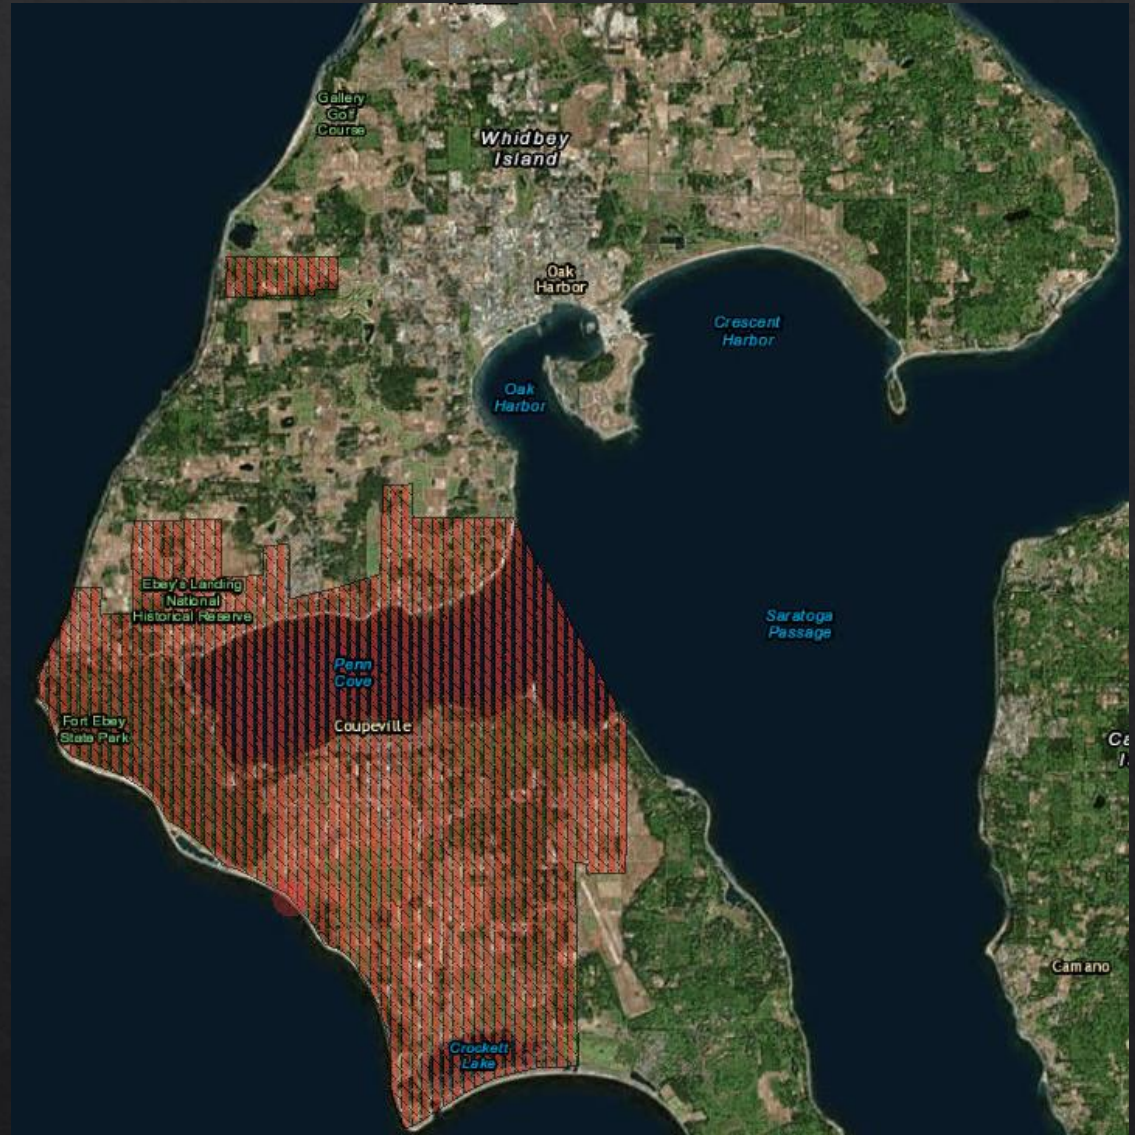 Gallery
Golf
Course
Whidbey
Island
Oak
Harbor
Crescent
Harbor
Oak
Harbor
Ebey's Landing
National
Historical Reserve
Saratoga
Passage
Penn
Cove
Coupeville
Fort Ebey
State Park
Camano
Crockett
Lake